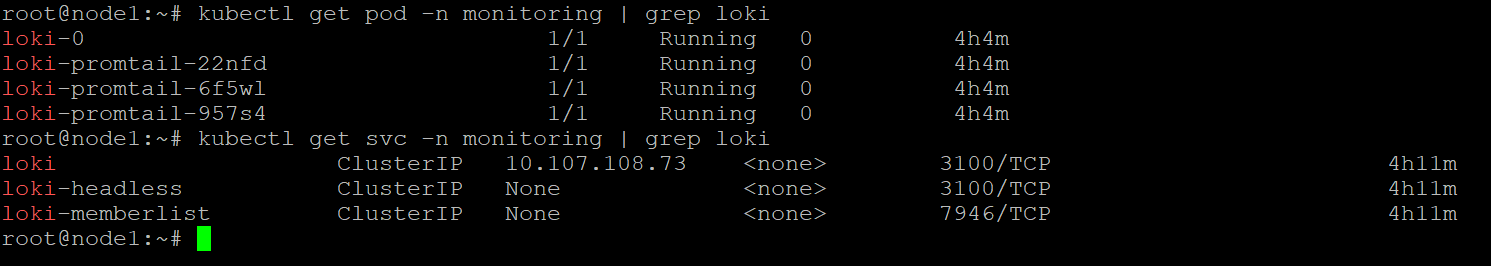 root@node1:~# kubectl get pod -n monitoring | grep loki
loki-0 1/1 Running 0 4h4m
loki-promtail-22nfd 1/1 Running 0 4h4m
loki-promtail-6f5wl 1/1 Running 0 4h4m
loki-promtail-957s4 1/1 Running 0 4h4m
root@node1:~# kubectl get svc -n monitoring | grep loki
loki ClusterIP 10.107.108.73 <none> 3100/TCP 4h11m
loki-headless ClusterIP None <none> 3100/TCP 4h11m
loki-memberlist ClusterIP None <none> 7946/TCP 4h11m
root@node1:~#